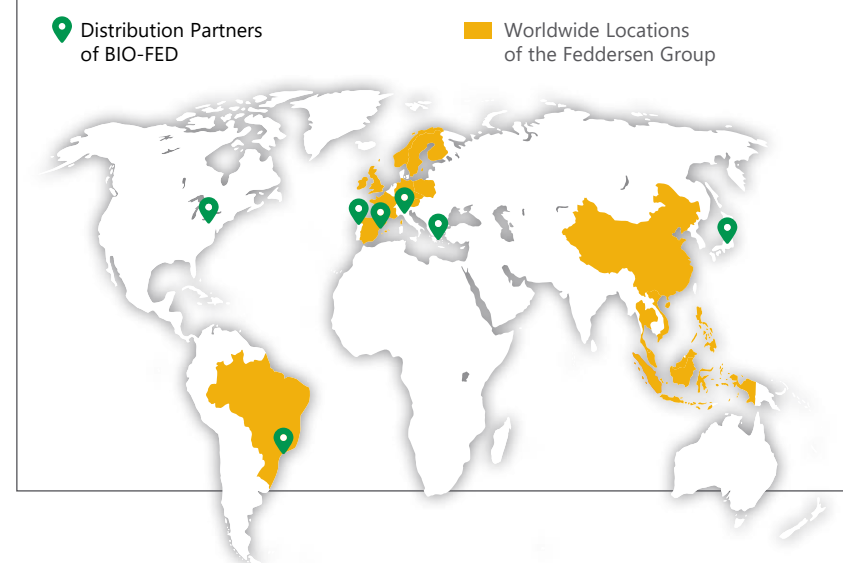 Distribution Partners
of BIO-FED
Worldwide Locations
of the Feddersen Group